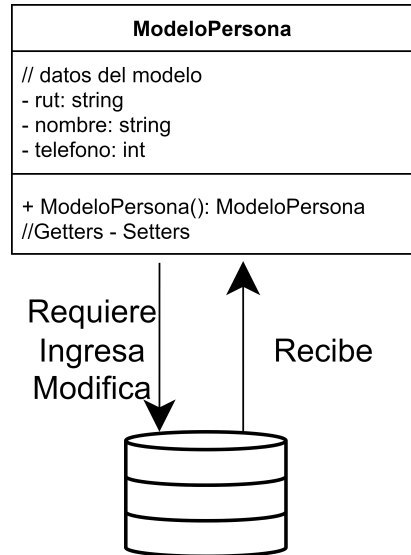 ModeloPersona
// datos del modelo
- rut: string
- nombre: string
- telefono: int
+ ModeloPersona(): ModeloPersona
//Getters - Setters
Requiere
Ingresa
Modifica
Recibe